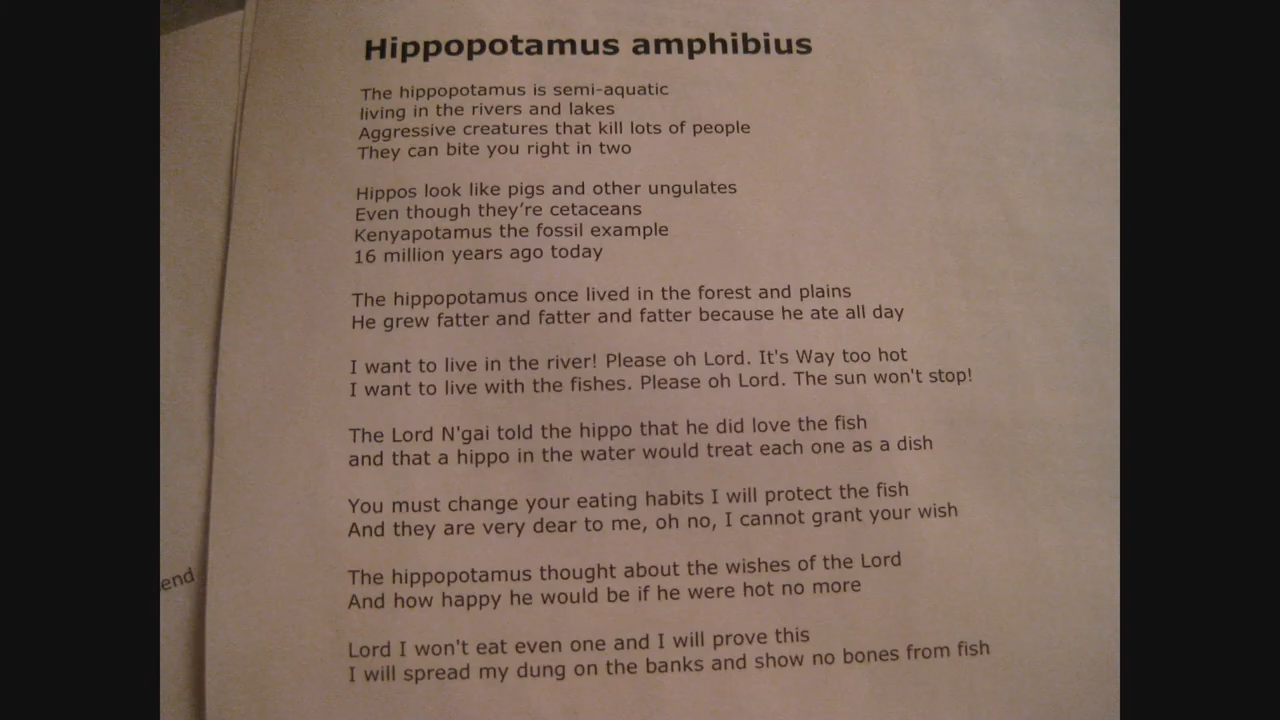 Hippopotamus amphibius
The hippopotamus is semi-aquatic
living in the rivers and lakes
Aggressive creatures that kill lots of people
They can bite you right in two
Hippos look like pigs and other ungulates
Even though they're cetaceans
Kenyapotamus the fossil example
16 million years ago today
The hippopotamus once lived in the forest and plains
He grew fatter and fatter and fatter because he ate all day
I want to live in the river! Please oh Lord. It's Way too hot
I want to live with the fishes. Please oh Lord. The sun won't stop!
The Lord N'gai told the hippo that he did love the fish
and that a hippo in the water would treat each one as a dish
You must change your eating habits I will protect the fish
And they are very dear to me, oh no, I cannot grant your wish
The hippopotamus thought about the wishes of the Lord
And how happy he would be if he were hot no more
end
Lord I won't eat even one and I will prove this
I will spread my dung on the banks and show no bones from fish